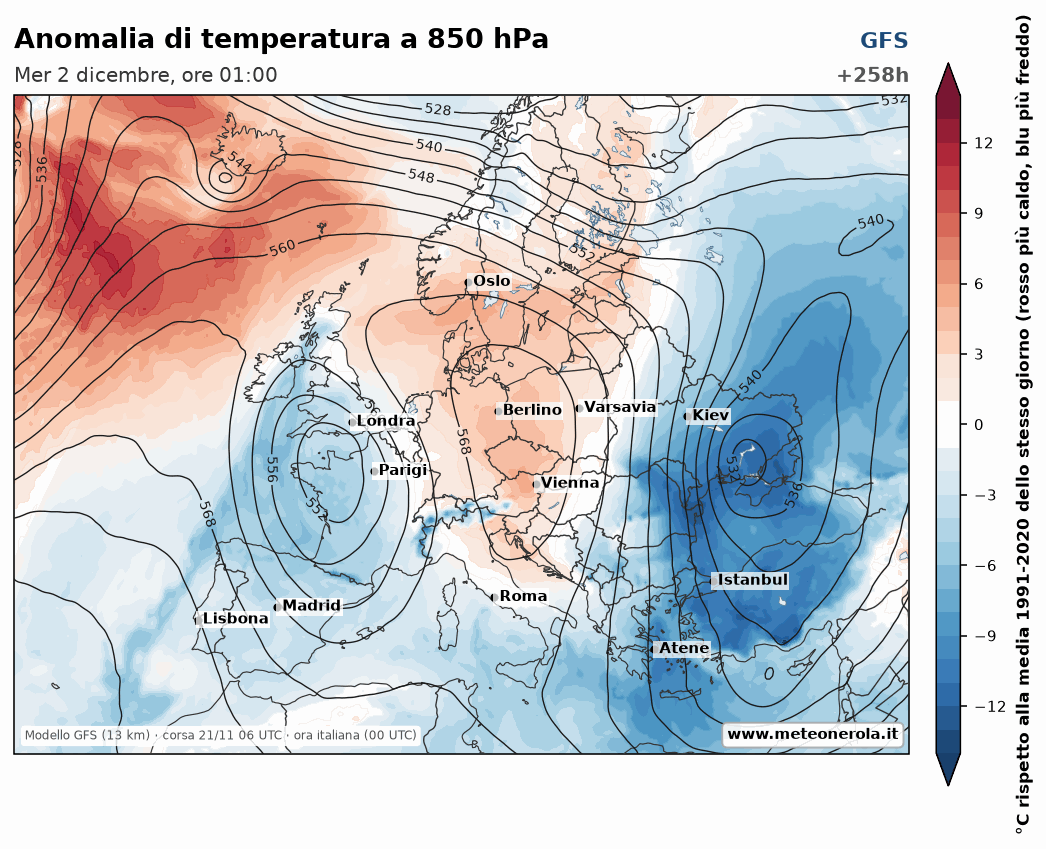 Anomalia di temperatura a 850 hPa
GFS
Mer 2 dicembre, ore 01:00
+258h
528
532
528
536
540
544
548
540
560
552
Oslo
540
Londra
Berlino
Varsavia
Kiev
568
556
Parigi
Vienna
536
552
568
Istanbul
Roma
Madrid
Lisbona
Atene
Modello GFS (13 km) · corsa 21/11 06 UTC · ora italiana (00 UTC)
www.meteonerola.it
12
9
6
3
0
−3
−6
−9
−12
°C rispetto alla media 1991-2020 dello stesso giorno (rosso più caldo, blu più freddo)